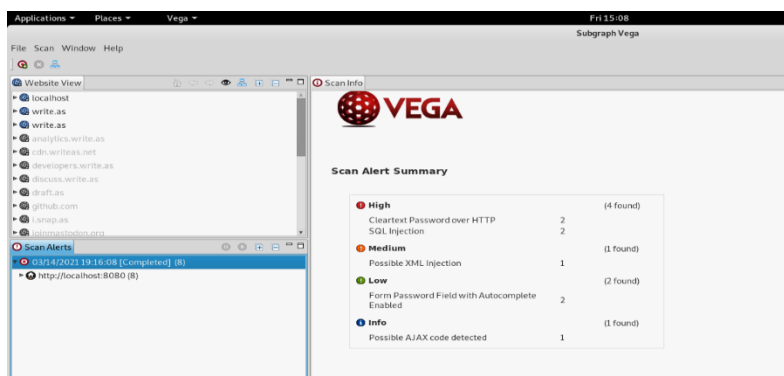 Applications Places Vega Fri 15:08
Subgraph Vega
File Scan Window Help
Website View
localhost
write.as
write.as
analytics.write.as
cdn.writeas.net
developers.write.as
discuss.write.as
draft.as
github.com
i.snap.as
joinmastodon.org
Scan Alerts
03/14/2021 19:16:08 [Completed] (8)
http://localhost:8080 (8)
Scan Info
VEGA
Scan Alert Summary
High (4 found)
Cleartext Password over HTTP 2
SQL Injection 2
Medium (1 found)
Possible XML Injection 1
Low (2 found)
Form Password Field with Autocomplete
Enabled 2
Info (1 found)
Possible AJAX code detected 1